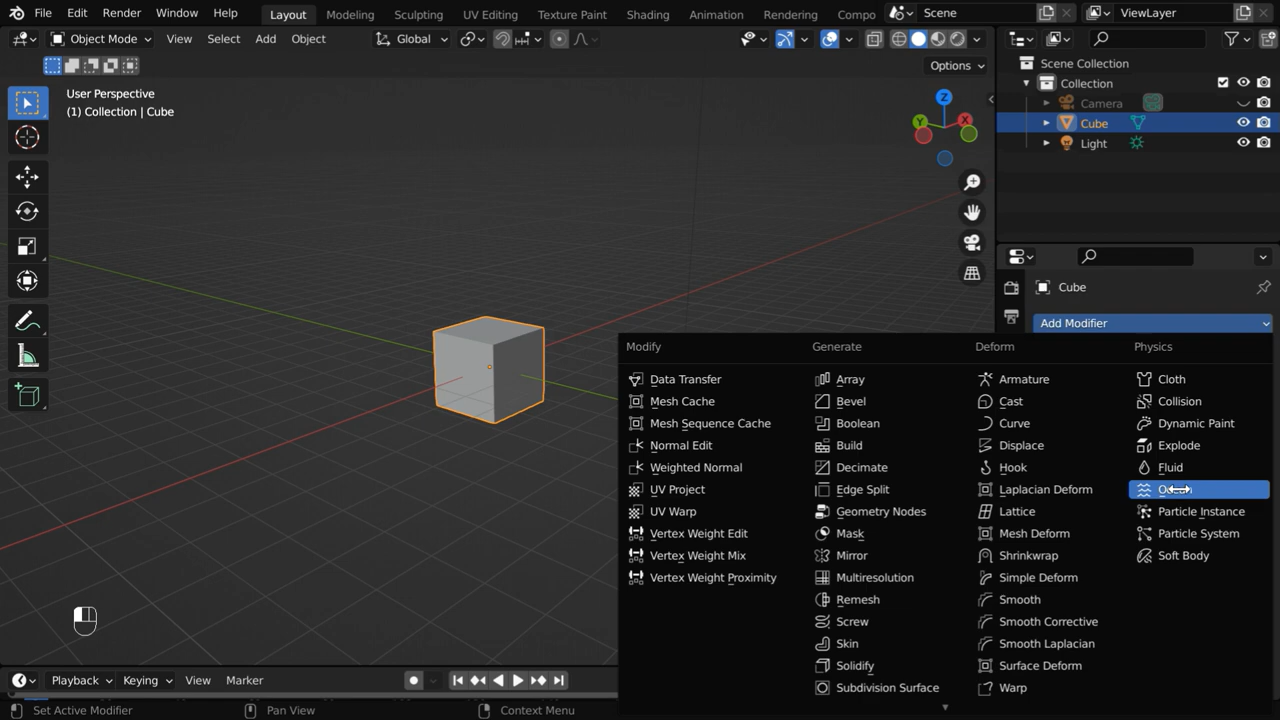 File Edit Render Window Help Layout Modeling Sculpting UV Editing Texture Paint Shading Animation Rendering Compo Scene ViewLayer
Object Mode View Select Add Object Global
Options
User Perspective
(1) Collection | Cube
Z
Y
X
Scene Collection
Collection
Camera
Cube
Light
Cube
Add Modifier
Modify Generate Deform Physics
Data Transfer Array Armature Cloth
Mesh Cache Bevel Cast Collision
Mesh Sequence Cache Boolean Curve Dynamic Paint
Normal Edit Build Displace Explode
Weighted Normal Decimate Hook Fluid
UV Project Edge Split Laplacian Deform
UV Warp Geometry Nodes Lattice Particle Instance
Vertex Weight Edit Mask Mesh Deform Particle System
Vertex Weight Mix Mirror Shrinkwrap Soft Body
Vertex Weight Proximity Multiresolution Simple Deform
Remesh Smooth
Screw Smooth Corrective
Skin Smooth Laplacian
Solidify Surface Deform
Subdivision Surface Warp
Playback Keying View Marker
Set Active Modifier Pan View Context Menu